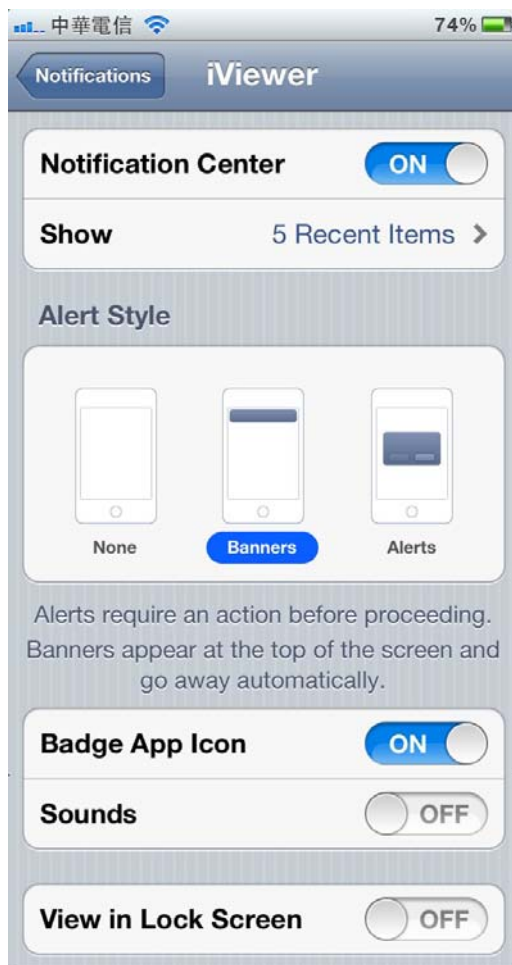 中華電信 74%
Notifications iViewer
Notification Center ON
Show 5 Recent Items
Alert Style
None Banners Alerts
Alerts require an action before proceeding.
Banners appear at the top of the screen and
go away automatically.
Badge App Icon ON
Sounds OFF
View in Lock Screen OFF